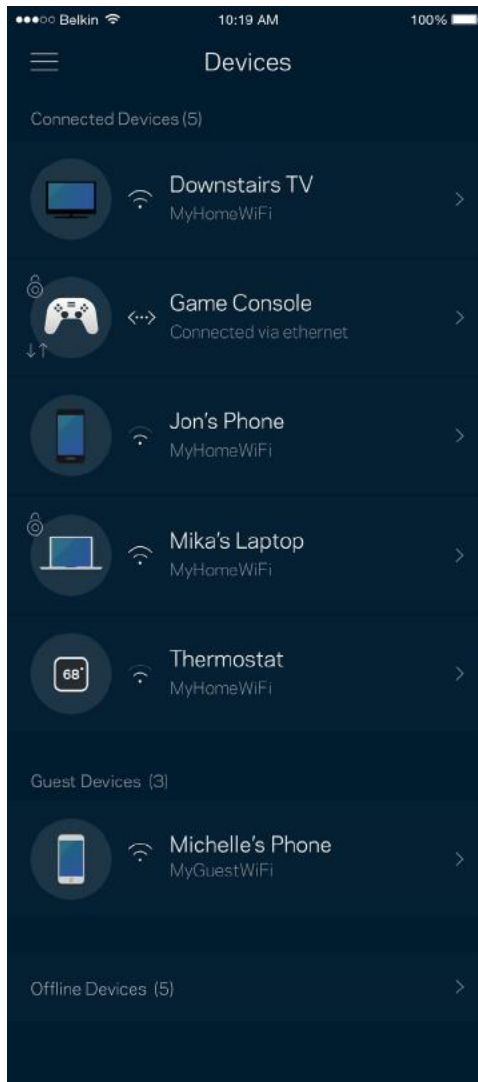 Belkin 10:19 AM 100%
Devices
Connected Devices (5)
Downstairs TV
MyHomeWiFi
Game Console
Connected via ethernet
Jon's Phone
MyHomeWiFi
Mika's Laptop
MyHomeWiFi
68°
Thermostat
MyHomeWiFi
Guest Devices (3)
Michelle's Phone
MyGuestWiFi
Offline Devices (5)